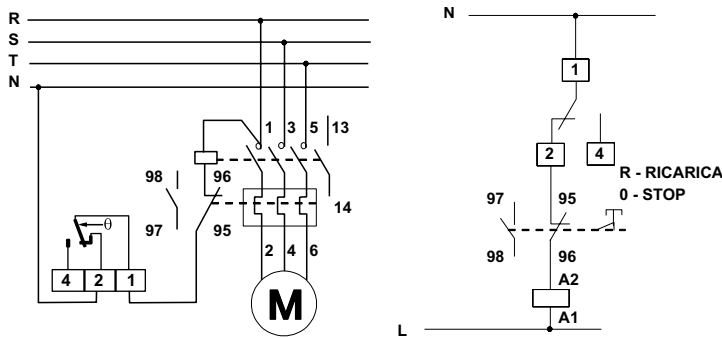 R
S
T
N
1 3 5 13
98 96
97 95
14
θ
4 2 1
2 4 6
M
N
1
2 4
R - RICARICA
0 - STOP
97 95
98 96
A2
A1
L